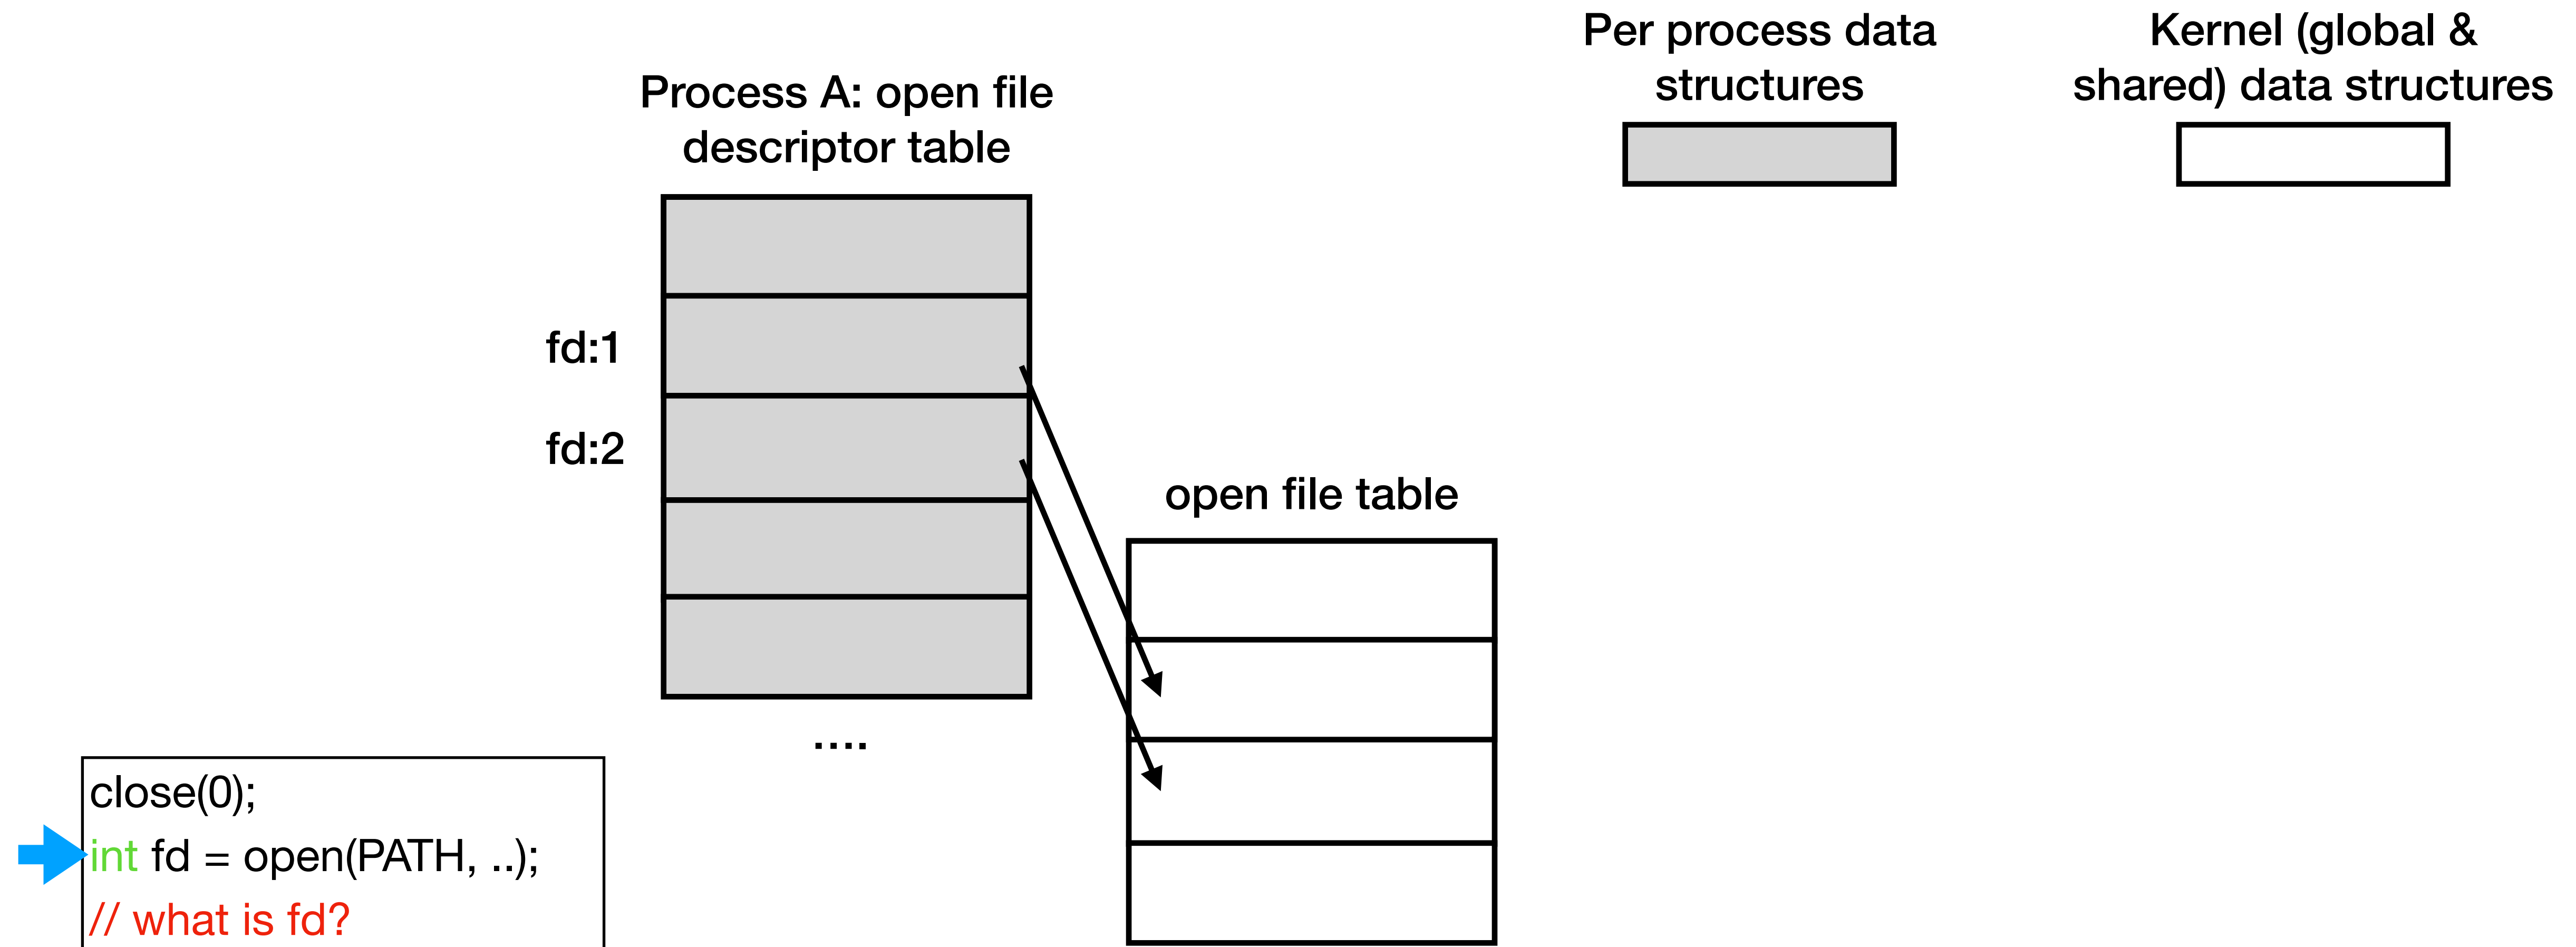 Per process data
structures
Kernel (global &
shared) data structures
Process A: open file
descriptor table
fd:1
fd:2
open file table
....
close(0);
int fd = open(PATH, ..);
// what is fd?